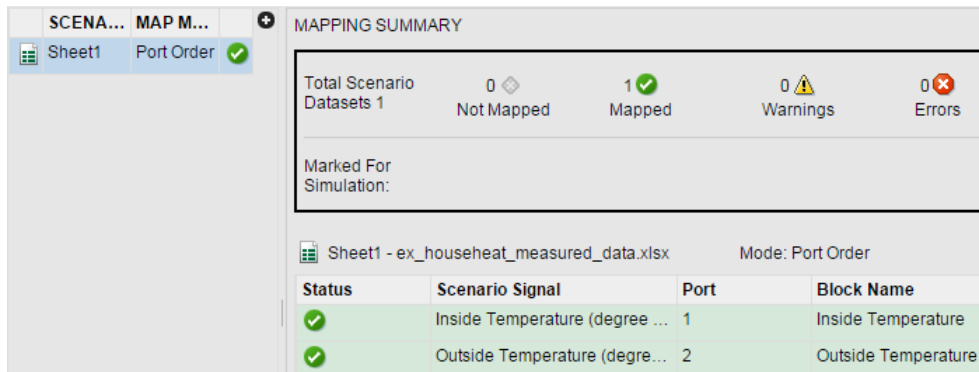 SCENA... MAP M...
Sheet1 Port Order
MAPPING SUMMARY
Total Scenario
Datasets 1
0
Not Mapped
1
Mapped
0
Warnings
0
Errors
Marked For
Simulation:
Sheet1 - ex_househeat_measured_data.xlsx Mode: Port Order
Status Scenario Signal Port Block Name
Inside Temperature (degree ... 1 Inside Temperature
Outside Temperature (degre... 2 Outside Temperature